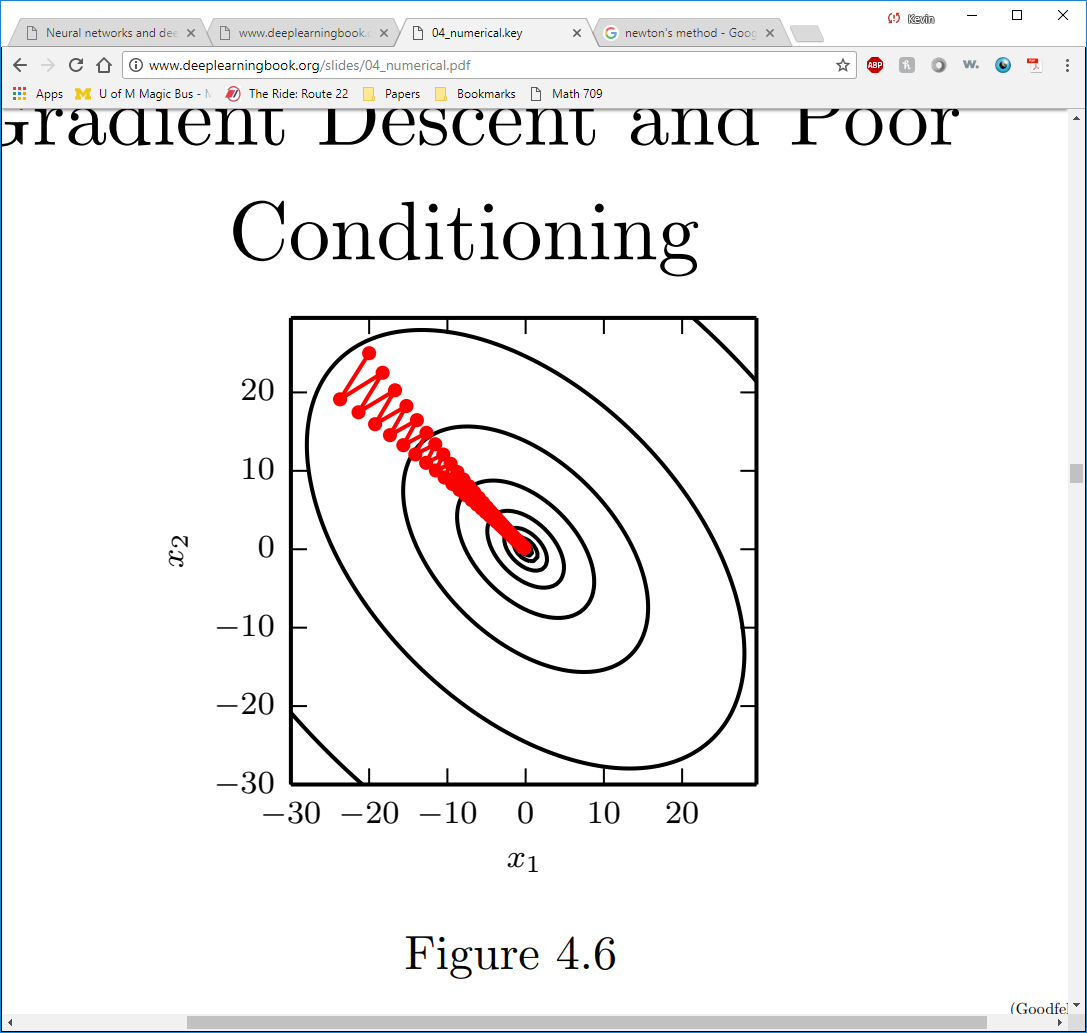 Kevin
Neural networks and dee
www.deeplearningbook.o
04_numerical.key
newton's method - Goog
www.deeplearningbook.org/slides/04_numerical.pdf
ABP
w.
Apps
U of M Magic Bus - M
The Ride: Route 22
Papers
Bookmarks
Math 709
Gradient Descent and Poor
Conditioning
20
10
0
−10
−20
−30
x2
−30 −20 −10 0 10 20
x1
Figure 4.6
(Goodfel